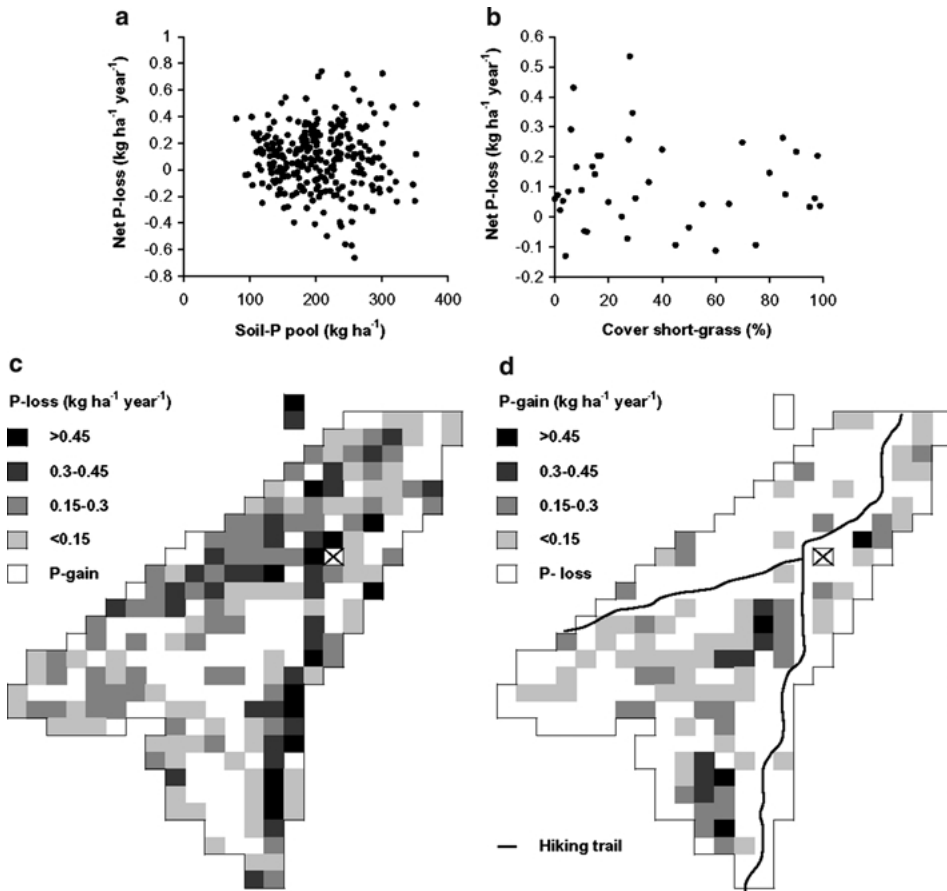 a
Net P-loss (kg ha⁻¹ year⁻¹)
1
0.8
0.6
0.4
0.2
0
-0.2
-0.4
-0.6
-0.8
0 100 200 300 400
Soil-P pool (kg ha⁻¹)
b
Net P-loss (kg ha⁻¹ year⁻¹)
0.6
0.5
0.4
0.3
0.2
0.1
0
-0.1
-0.2
0 20 40 60 80 100
Cover short-grass (%)
c
P-loss (kg ha⁻¹ year⁻¹)
>0.45
0.3-0.45
0.15-0.3
<0.15
P-gain
d
P-gain (kg ha⁻¹ year⁻¹)
>0.45
0.3-0.45
0.15-0.3
<0.15
P- loss
Hiking trail